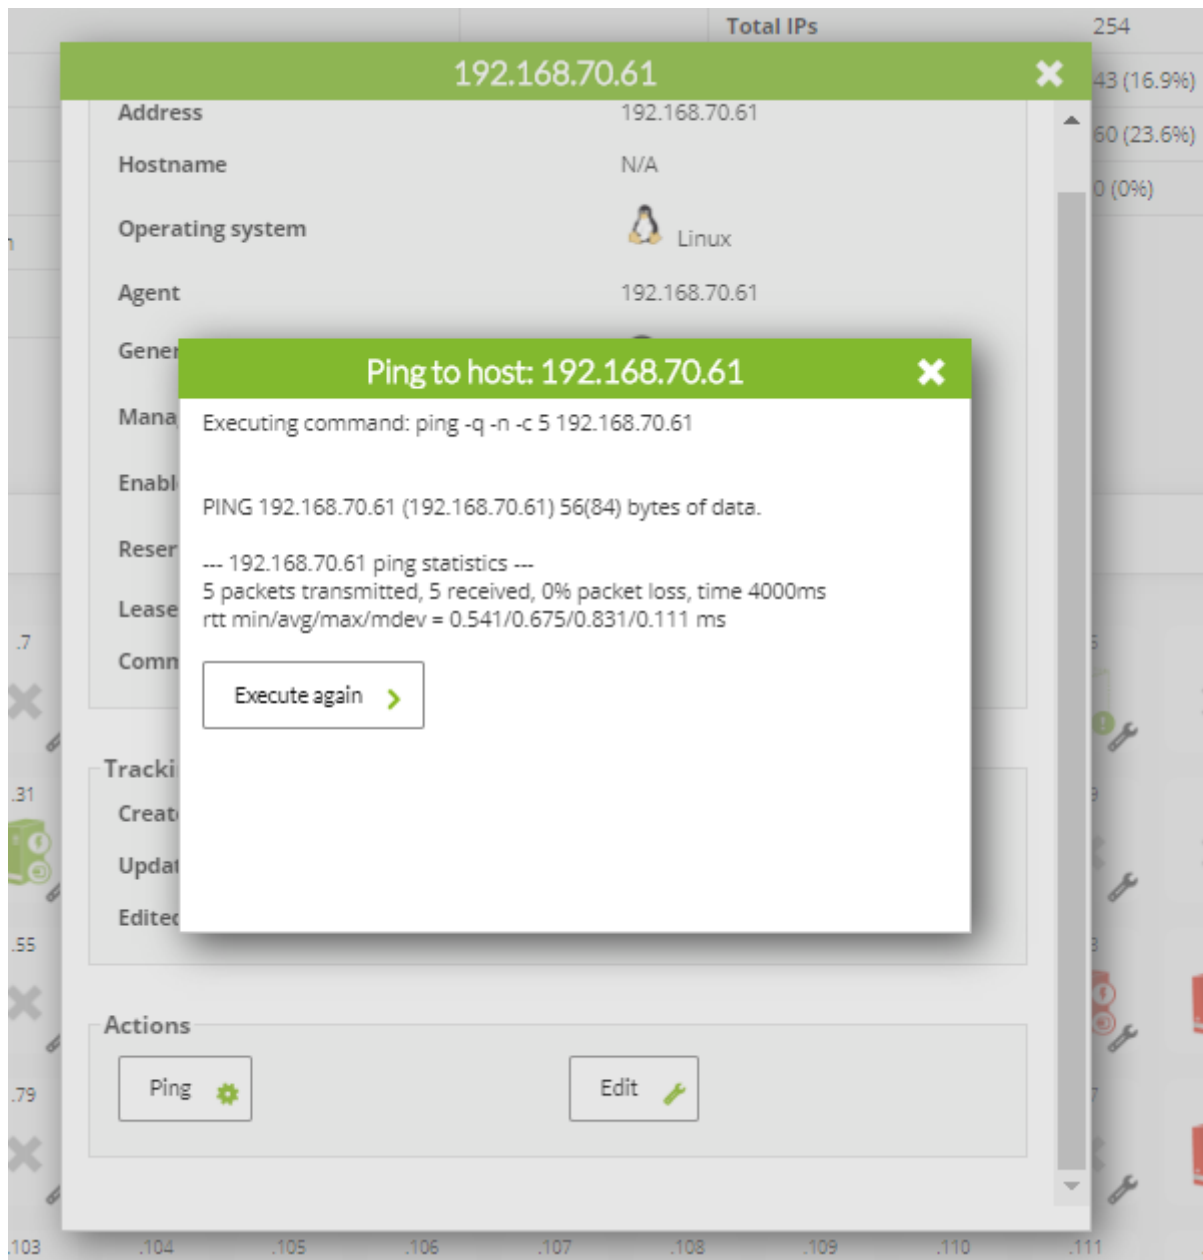 Total IPs 254
192.168.70.61
43 (16.9%)
Address 192.168.70.61
60 (23.6%)
Hostname N/A
0 (0%)
Operating system Linux
Agent 192.168.70.61
Ping to host: 192.168.70.61
Executing command: ping -q -n -c 5 192.168.70.61
PING 192.168.70.61 (192.168.70.61) 56(84) bytes of data.
--- 192.168.70.61 ping statistics ---
5 packets transmitted, 5 received, 0% packet loss, time 4000ms
rtt min/avg/max/mdev = 0.541/0.675/0.831/0.111 ms
Execute again
.7
.31
.55
Actions
Ping Edit
.79
.103 .104 .105 .106 .107 .108 .109 .110 .111